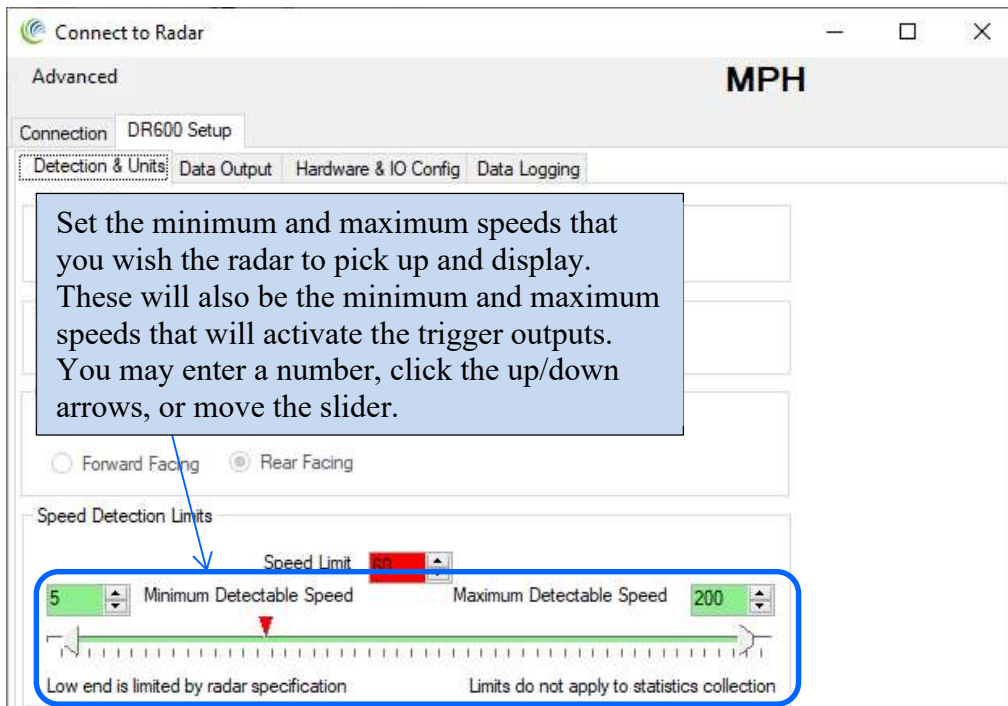 Connect to Radar
Advanced
MPH
Connection DR600 Setup
Detection & Units Data Output Hardware & IO Config Data Logging
Set the minimum and maximum speeds that
you wish the radar to pick up and display.
These will also be the minimum and maximum
speeds that will activate the trigger outputs.
You may enter a number, click the up/down
arrows, or move the slider.
Forward Facing Rear Facing
Speed Detection Limits
Speed Limit 60
5 Minimum Detectable Speed Maximum Detectable Speed 200
Low end is limited by radar specification Limits do not apply to statistics collection